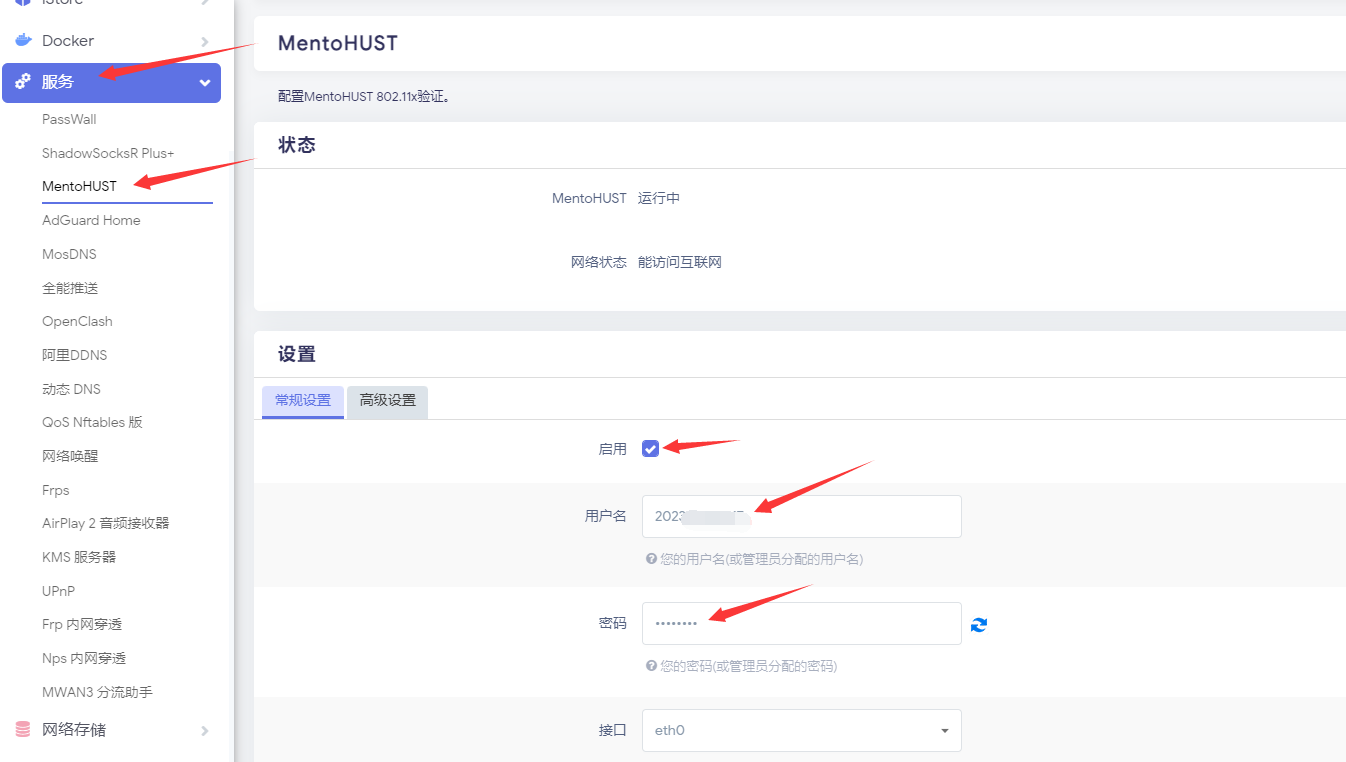 iStore
Docker
服务
PassWall
ShadowSocksR Plus+
MentoHUST
AdGuard Home
MosDNS
全能推送
OpenClash
阿里DDNS
动态 DNS
QoS Nftables 版
网络唤醒
Frps
AirPlay 2 音频接收器
KMS 服务器
UPnP
Frp 内网穿透
Nps 内网穿透
MWAN3 分流助手
网络存储
MentoHUST
配置MentoHUST 802.11x验证。
状态
MentoHUST 运行中
网络状态 能访问互联网
设置
常规设置 高级设置
启用
用户名 2023
您的用户名(或管理员分配的用户名)
密码 ••••••••
您的密码(或管理员分配的密码)
接口 eth0